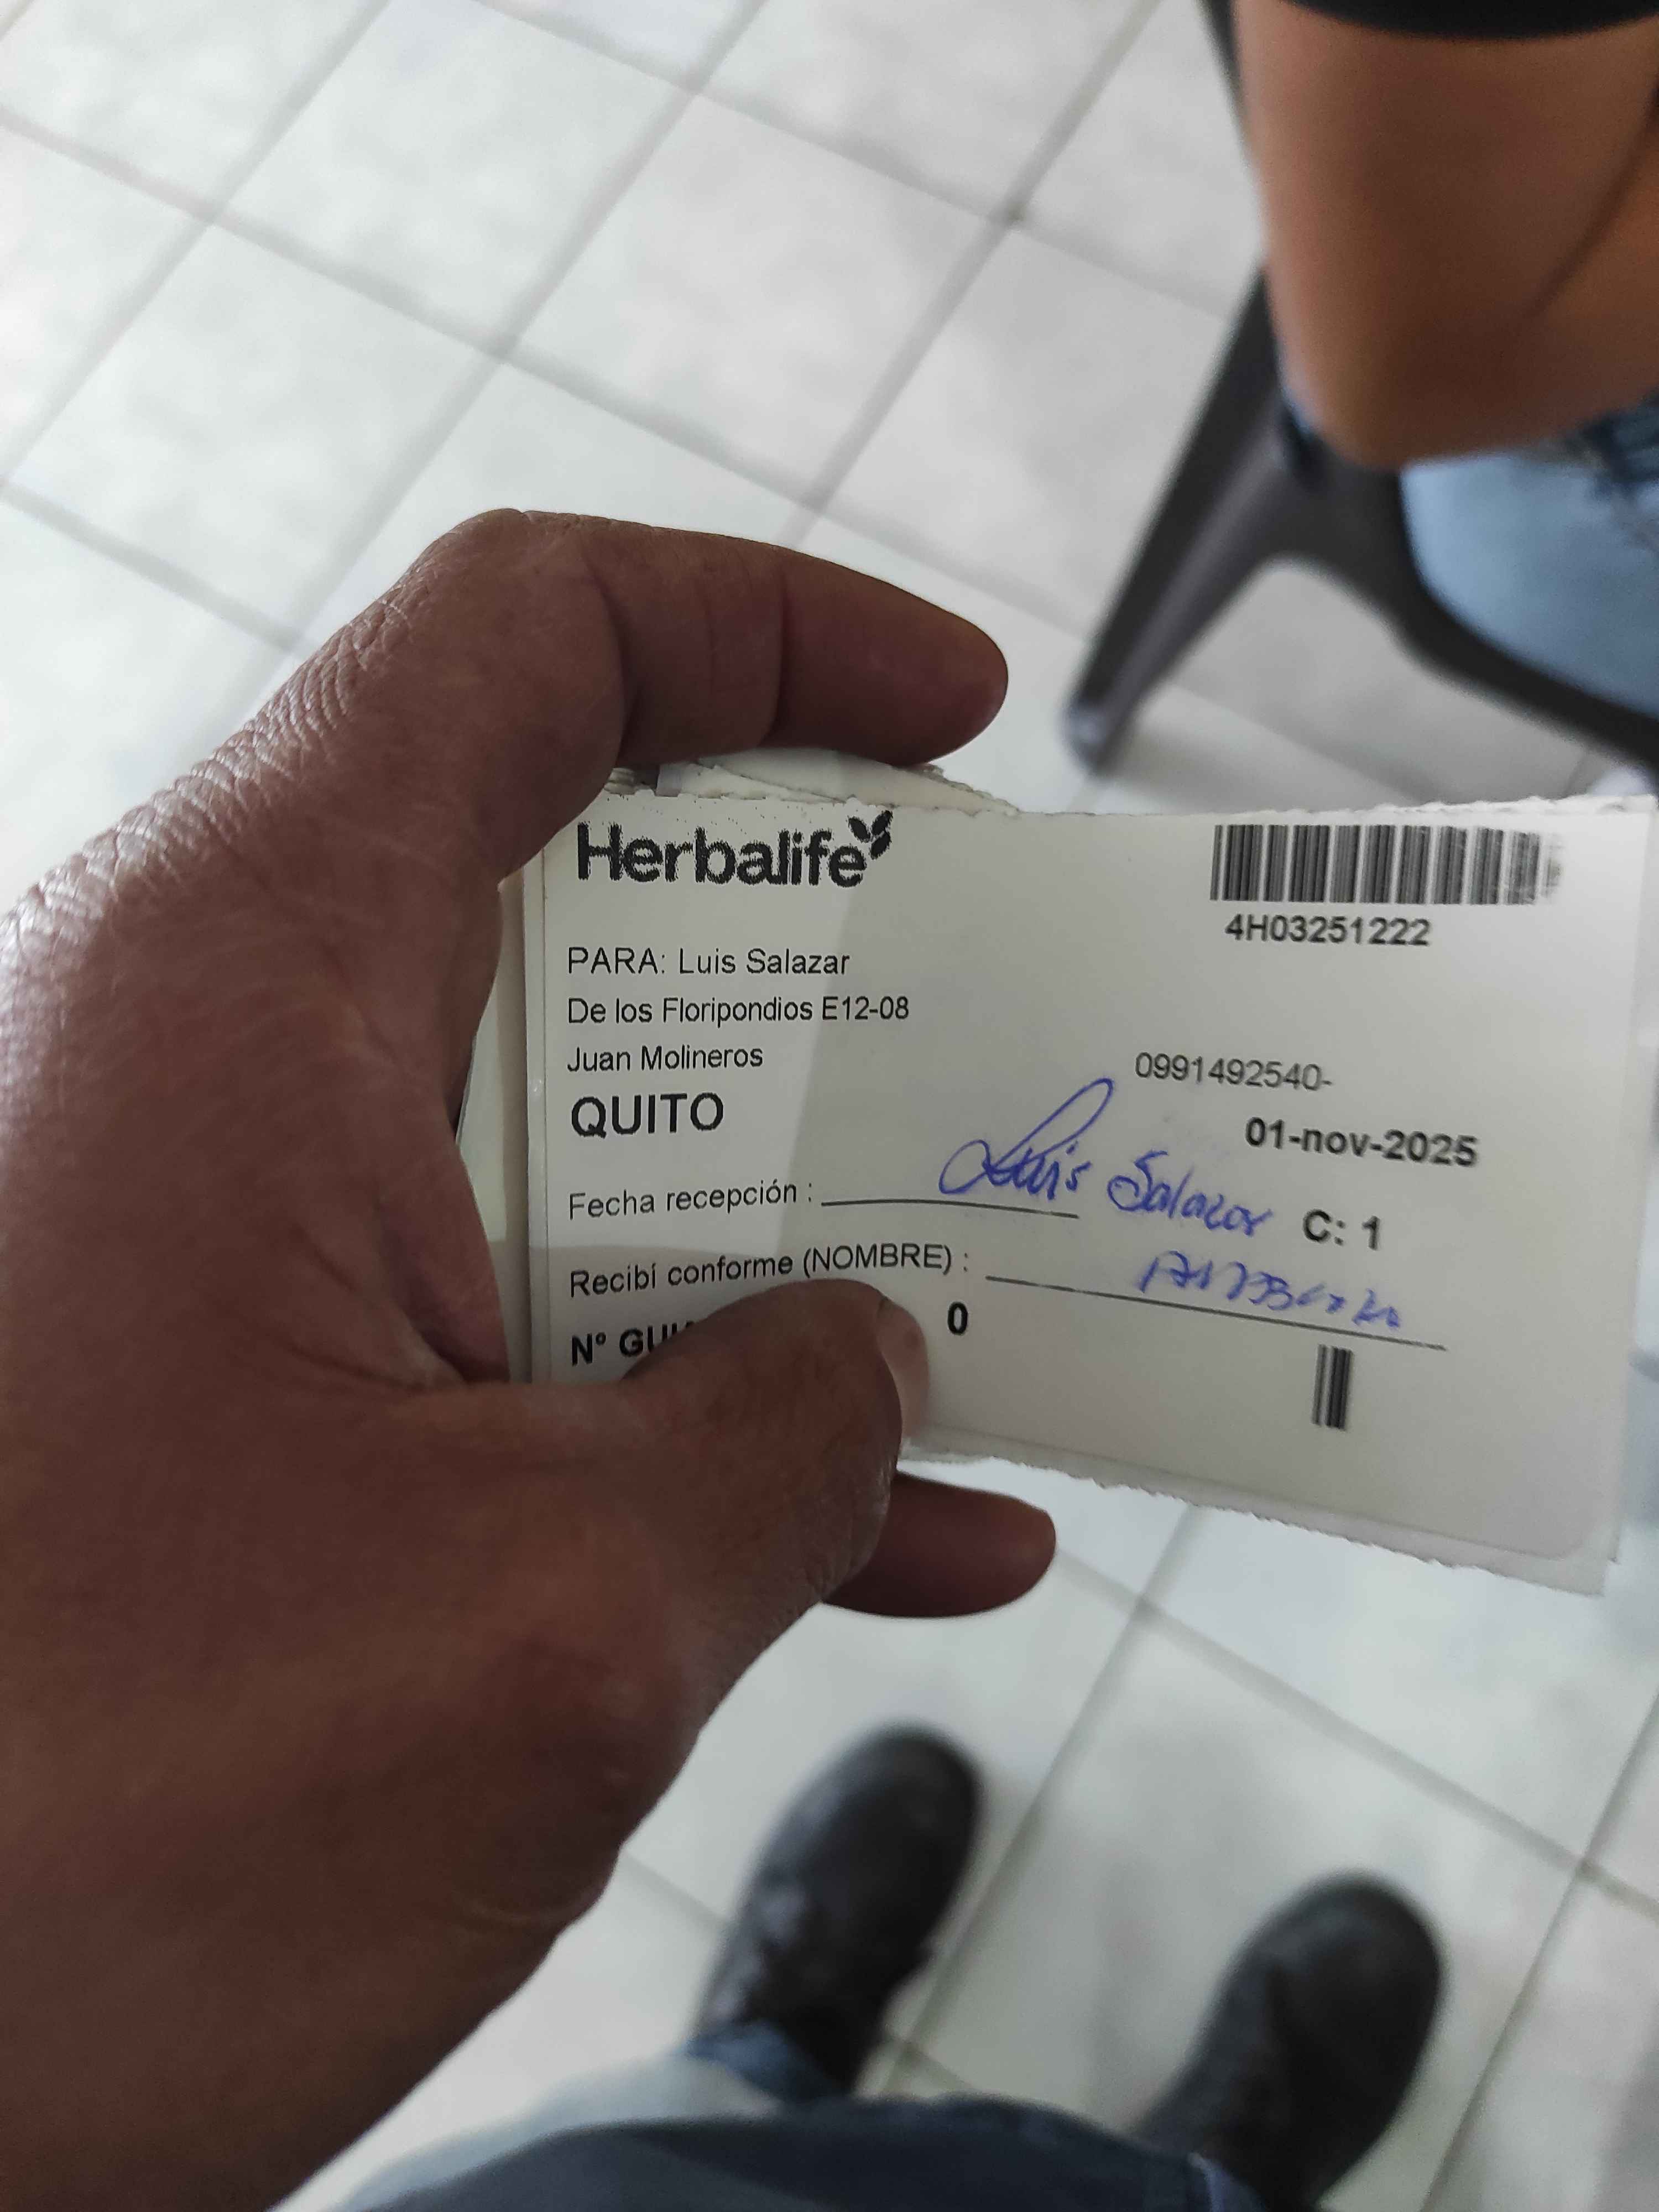 Herbalife
4H03251222
PARA: Luis Salazar
De los Floripondios E12-08
Juan Molineros
0991492540-
QUITO
01-nov-2025
Fecha recepción :
Luis Salazar
C: 1
Recibí conforme (NOMBRE) :
Nº
0